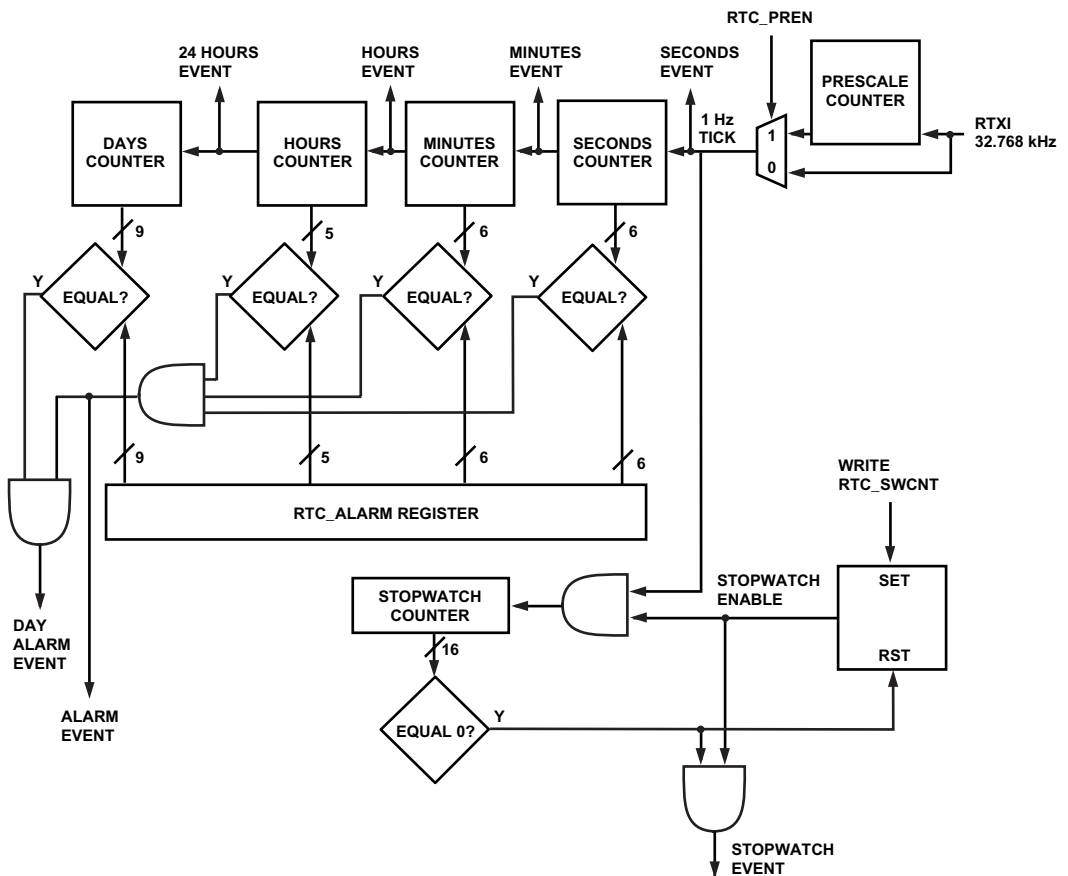 RTC_PREN
24 HOURS
EVENT
HOURS
EVENT
MINUTES
EVENT
SECONDS
EVENT
PRESCALE
COUNTER
RTXI
32.768 kHz
1 Hz
TICK
1
0
DAYS
COUNTER
HOURS
COUNTER
MINUTES
COUNTER
SECONDS
COUNTER
9
5
6
6
Y
EQUAL?
Y
EQUAL?
Y
EQUAL?
Y
EQUAL?
9
5
6
6
RTC_ALARM REGISTER
WRITE
RTC_SWCNT
DAY
ALARM
EVENT
ALARM
EVENT
STOPWATCH
COUNTER
STOPWATCH
ENABLE
SET
RST
16
EQUAL 0?
Y
STOPWATCH
EVENT